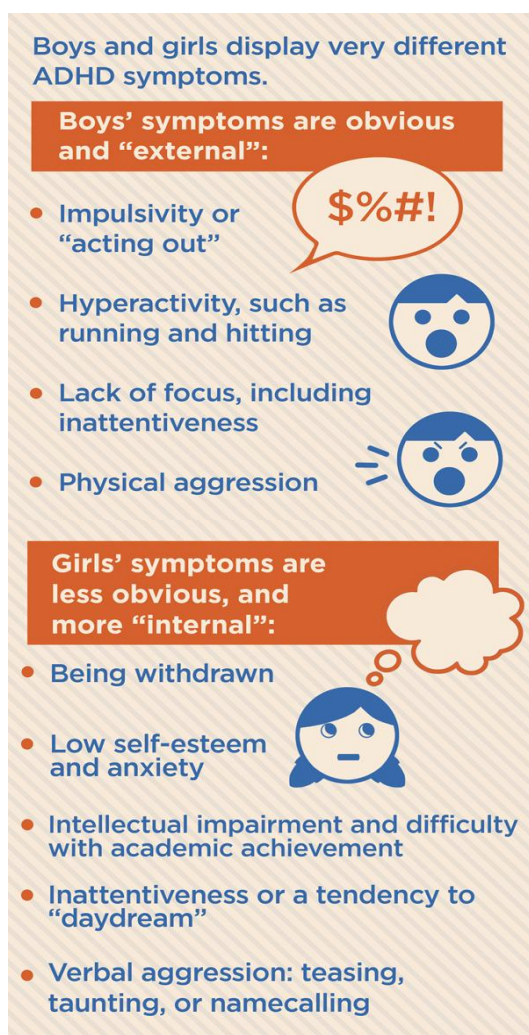 Boys and girls display very different
ADHD symptoms.
Boys’ symptoms are obvious
and “external”:
$%#!
• Impulsivity or
“acting out”
• Hyperactivity, such as
running and hitting
• Lack of focus, including
inattentiveness
• Physical aggression
Girls’ symptoms are
less obvious, and
more “internal”:
• Being withdrawn
• Low self-esteem
and anxiety
• Intellectual impairment and difficulty
with academic achievement
• Inattentiveness or a tendency to
“daydream”
• Verbal aggression: teasing,
taunting, or namecalling